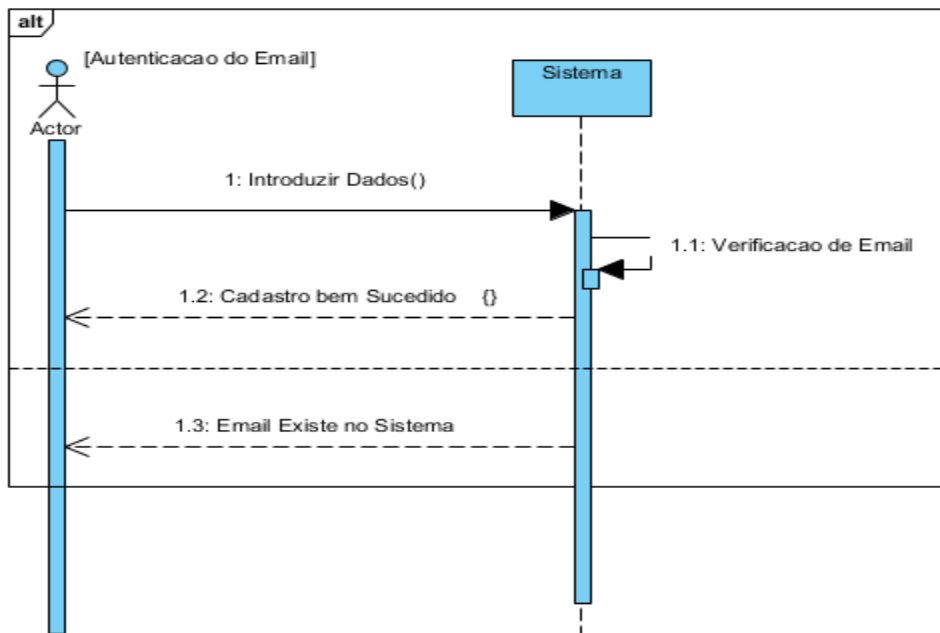 alt
[Autenticacao do Email]
Sistema
Actor
1: Introduzir Dados()
1.1: Verificacao de Email
1.2: Cadastro bem Sucedido {}
1.3: Email Existe no Sistema